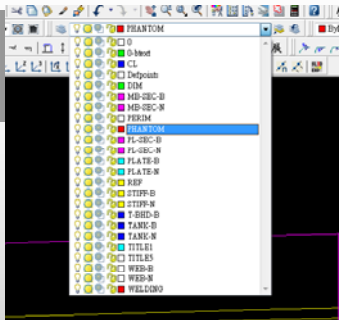 PHANTOM
0
0-btext
CL
Defpoints
DIM
MB-SEC-B
MB-SEC-N
PERIM
PHANTOM
PL-SEC-B
PL-SEC-N
PLATE-B
PLATE-N
REF
STIFF-B
STIFF-N
T-BHD-B
TANK-B
TANK-N
TITLE1
TITLE5
WEB-B
WEB-N
WELDING